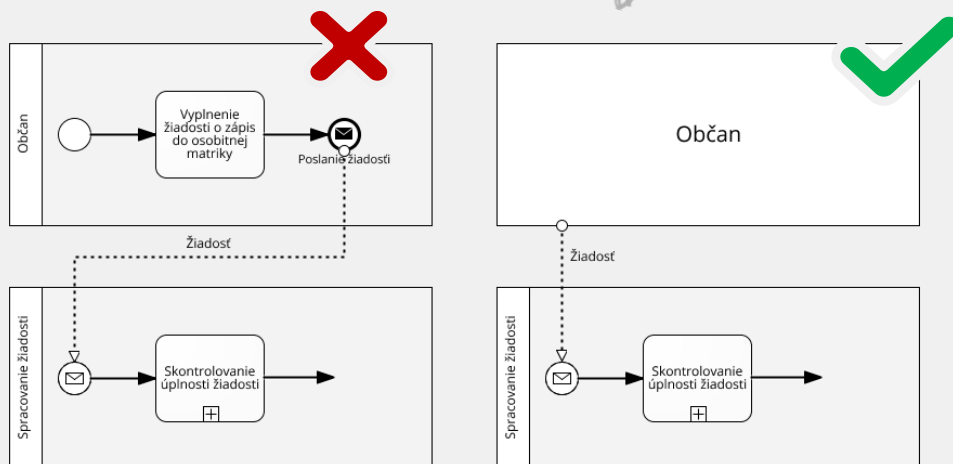 Občan
Vyplnenie
žiadosti o zápis
do osobitnej
matriky
Poslanie žiadosťi
Žiadosť
Spracovanie žiadosti
Skontrolovanie
úplnosti žiadosti
Občan
Žiadosť
Spracovanie žiadosti
Skontrolovanie
úplnosti žiadosti